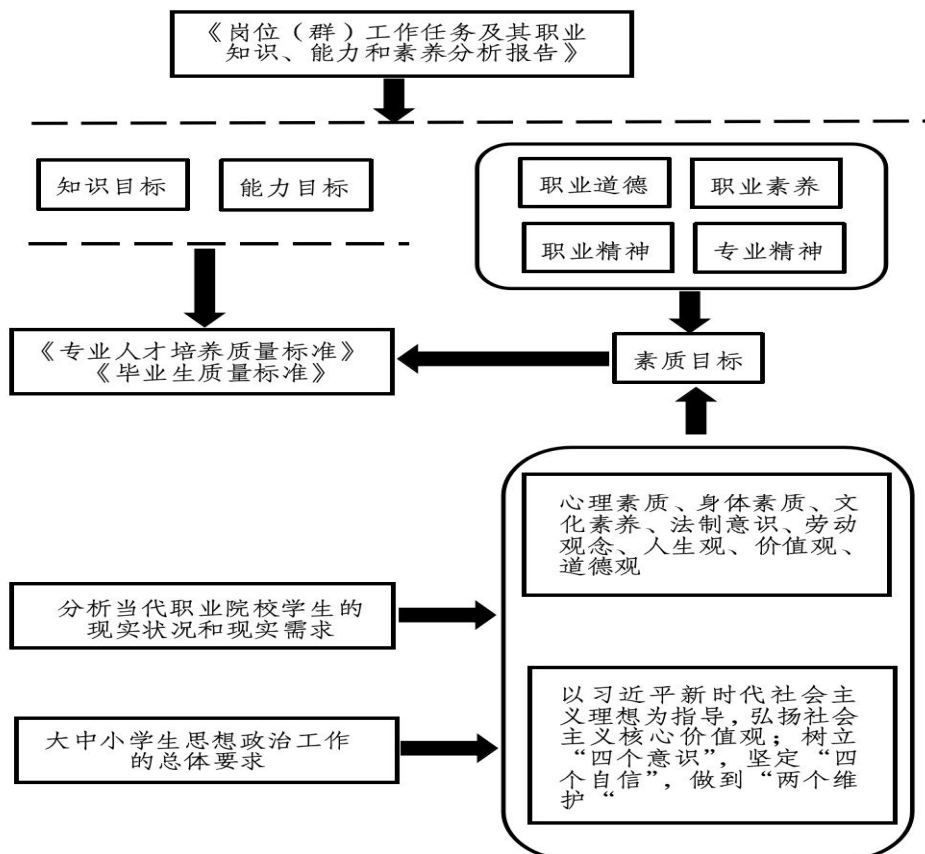 《岗位（群）工作任务及其职业
知识、能力和素养分析报告》
知识目标
能力目标
职业道德
职业素养
职业精神
专业精神
《专业人才培养质量标准》
《毕业生质量标准》
素质目标
心理素质、身体素质、文
化素养、法制意识、劳动
观念、人生观、价值观、
道德观
分析当代职业院校学生的
现实状况和现实需求
以习近平新时代社会主
义理想为指导，弘扬社会
主义核心价值观；树立
“四个意识”，坚定“四
个自信”，做到“两个维
护“
大中小学生思想政治工作
的总体要求